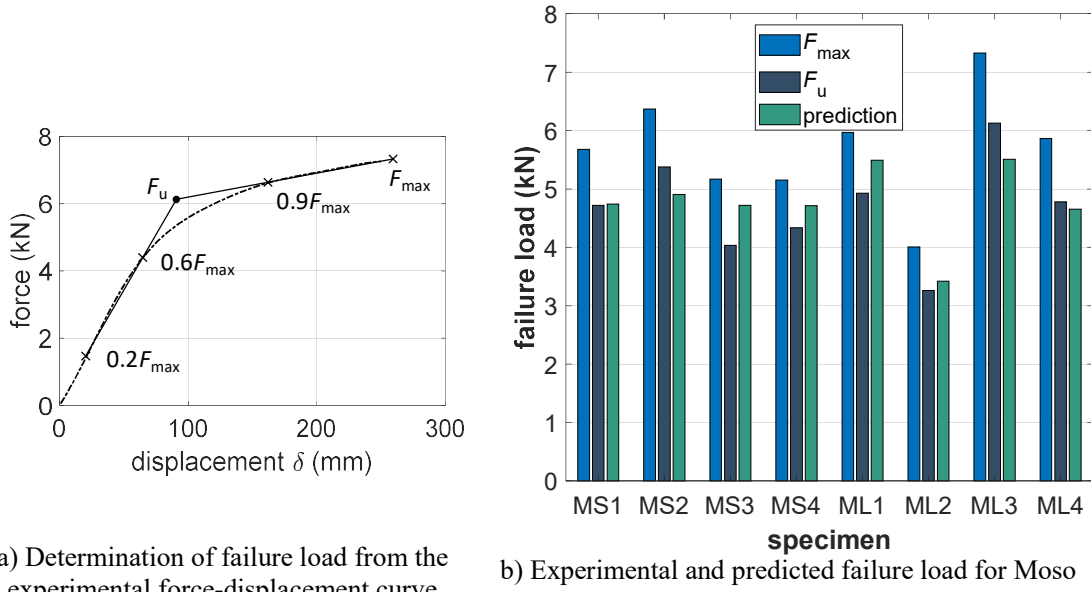 8
6
4
2
0
0
100
200
300
force (kN)
displacement δ (mm)
Fu
Fmax
0.9Fmax
0.6Fmax
0.2Fmax
a) Determination of failure load from the
experimental force-displacement curve
8
7
6
5
4
3
2
1
0
failure load (kN)
Fmax
Fu
prediction
MS1 MS2 MS3 MS4 ML1 ML2 ML3 ML4
specimen
b) Experimental and predicted failure load for Moso